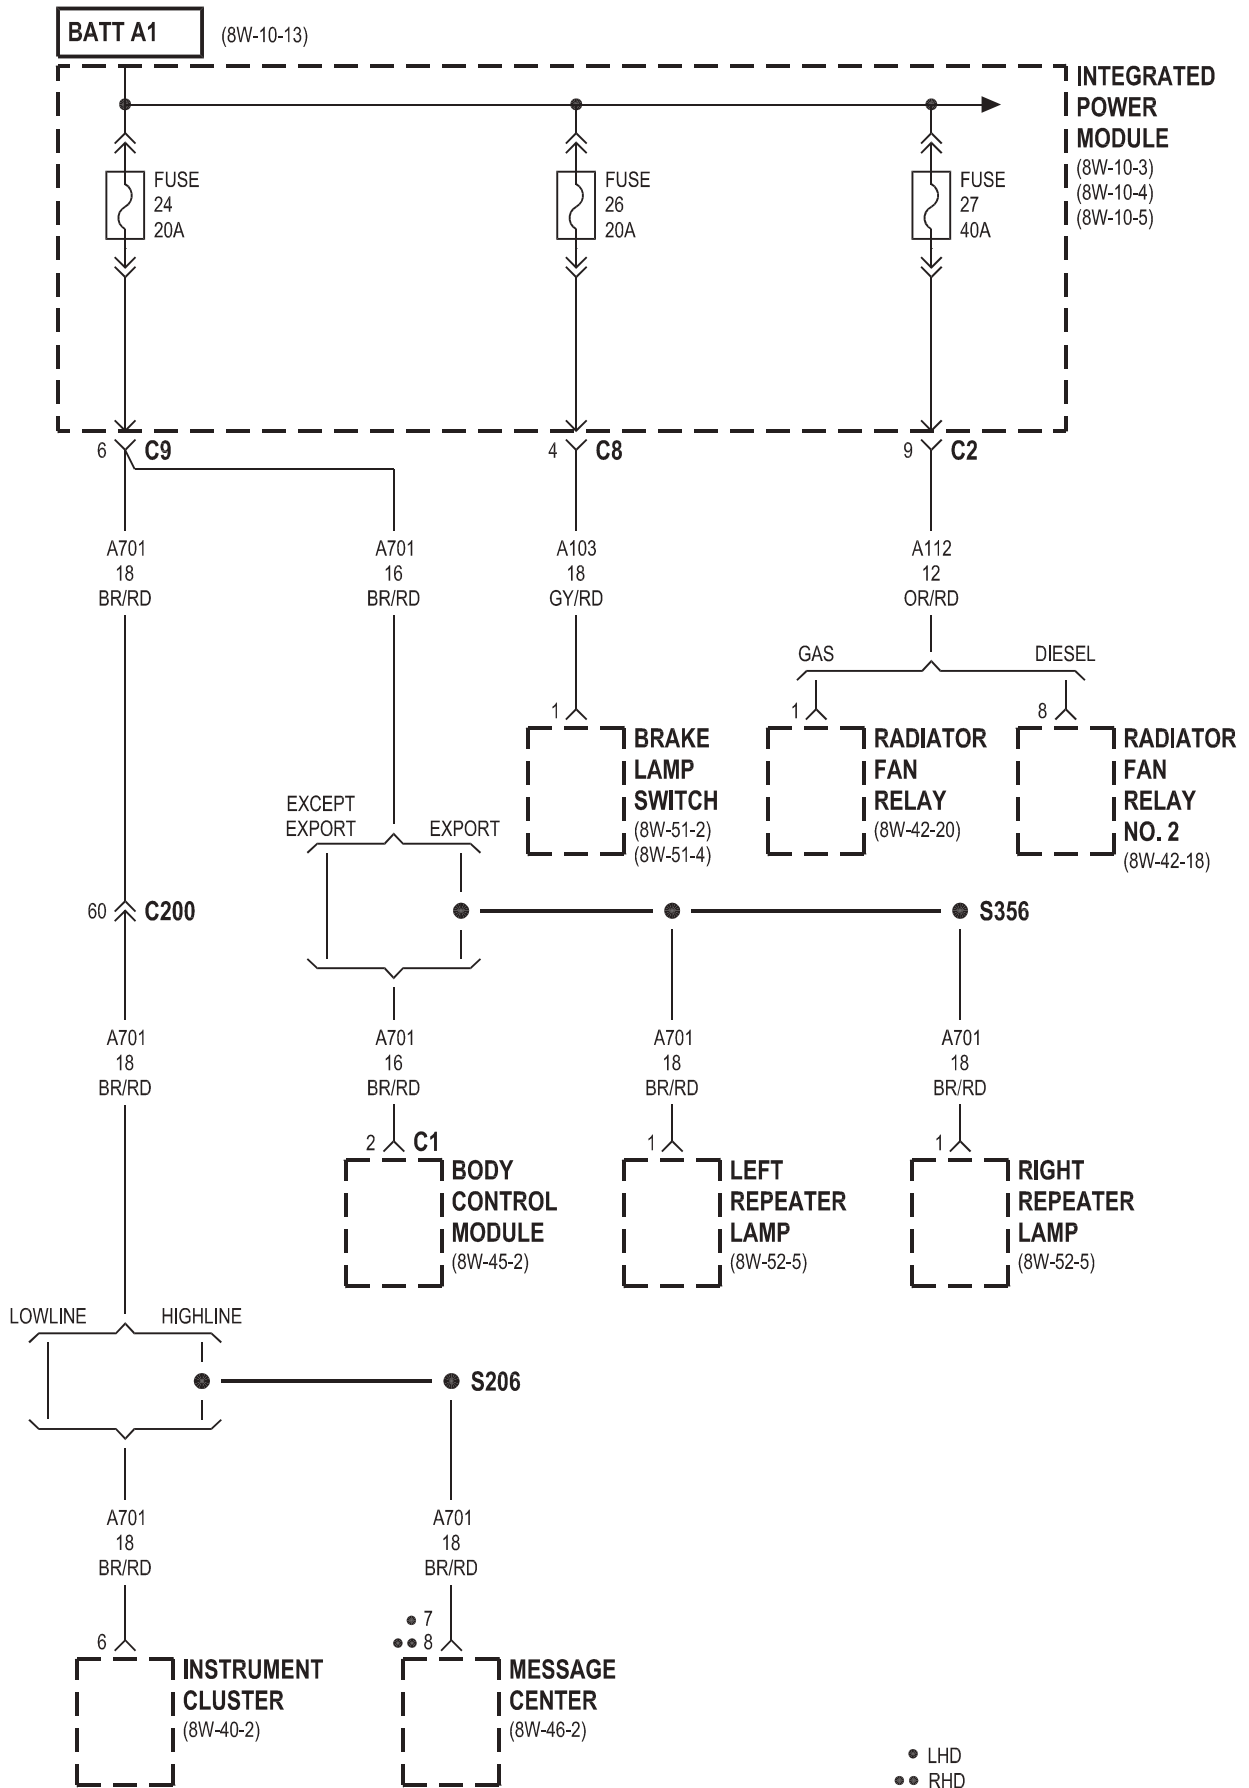 BATT A1 (8W-10-13)
INTEGRATED
POWER
MODULE
(8W-10-3)
(8W-10-4)
(8W-10-5)
FUSE
24
20A
FUSE
26
20A
FUSE
27
40A
6 C9
4 C8
9 C2
A701
18
BR/RD
A701
16
BR/RD
A103
18
GY/RD
A112
12
OR/RD
GAS
DIESEL
1
BRAKE
LAMP
SWITCH
(8W-51-2)
(8W-51-4)
1
RADIATOR
FAN
RELAY
(8W-42-20)
8
RADIATOR
FAN
RELAY
NO. 2
(8W-42-18)
EXCEPT
EXPORT
EXPORT
60 C200
S356
A701
18
BR/RD
A701
16
BR/RD
A701
18
BR/RD
A701
18
BR/RD
2 C1
BODY
CONTROL
MODULE
(8W-45-2)
1
LEFT
REPEATER
LAMP
(8W-52-5)
1
RIGHT
REPEATER
LAMP
(8W-52-5)
LOWLINE
HIGHLINE
S206
A701
18
BR/RD
A701
18
BR/RD
6
INSTRUMENT
CLUSTER
(8W-40-2)
• 7
•• 8
MESSAGE
CENTER
(8W-46-2)
• LHD
•• RHD